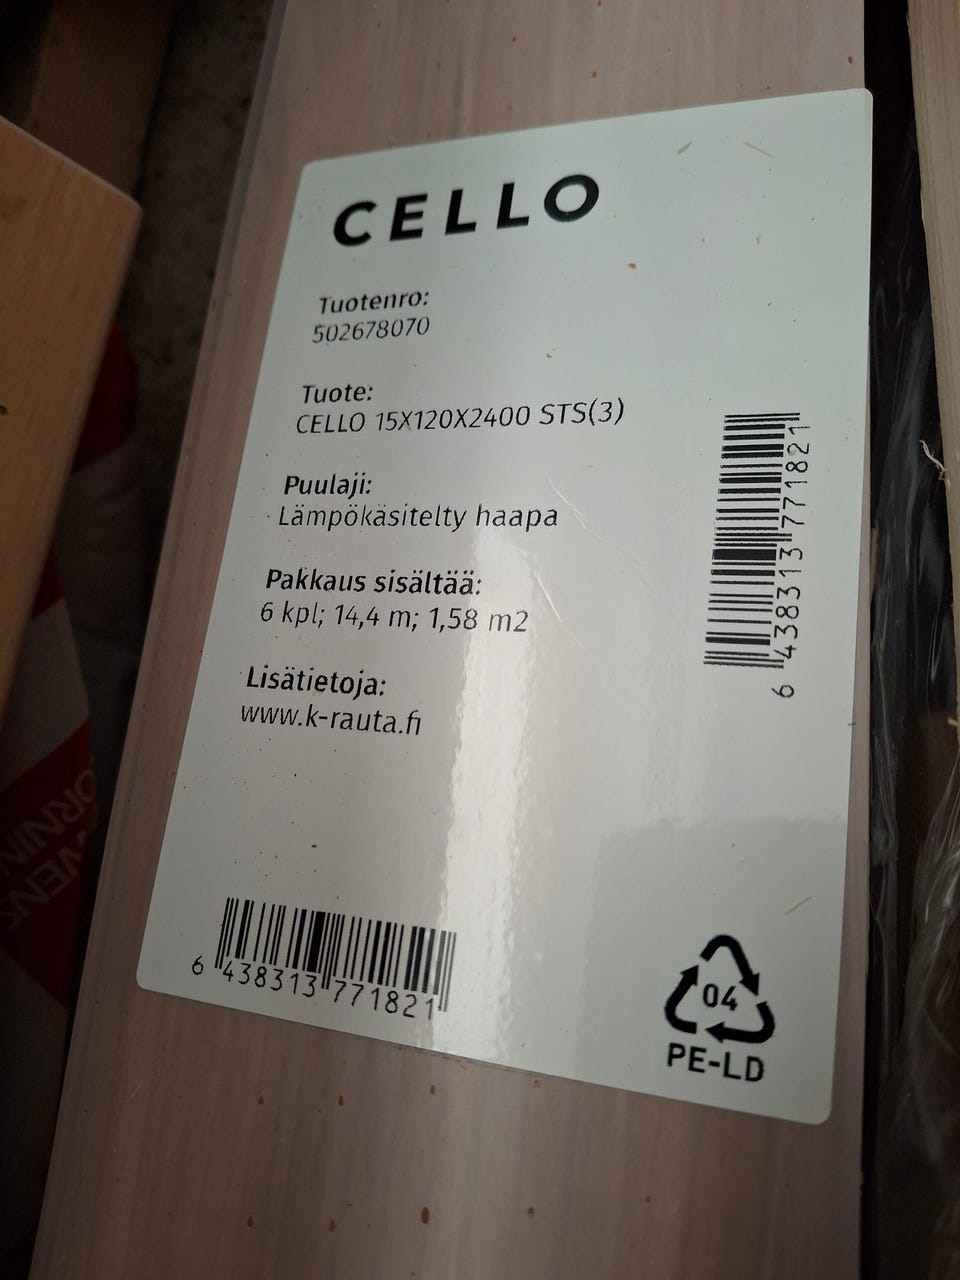 CELLO
Tuotenro:
502678070
Tuote:
CELLO 15X120X2400 STS(3)
Puulaji:
Lämpökäsitelty haapa
Pakkaus sisältää:
6 kpl; 14,4 m; 1,58 m2
Lisätietoja:
www.k-rauta.fi
6 438313 771821
6 438313 771821
04
PE-LD